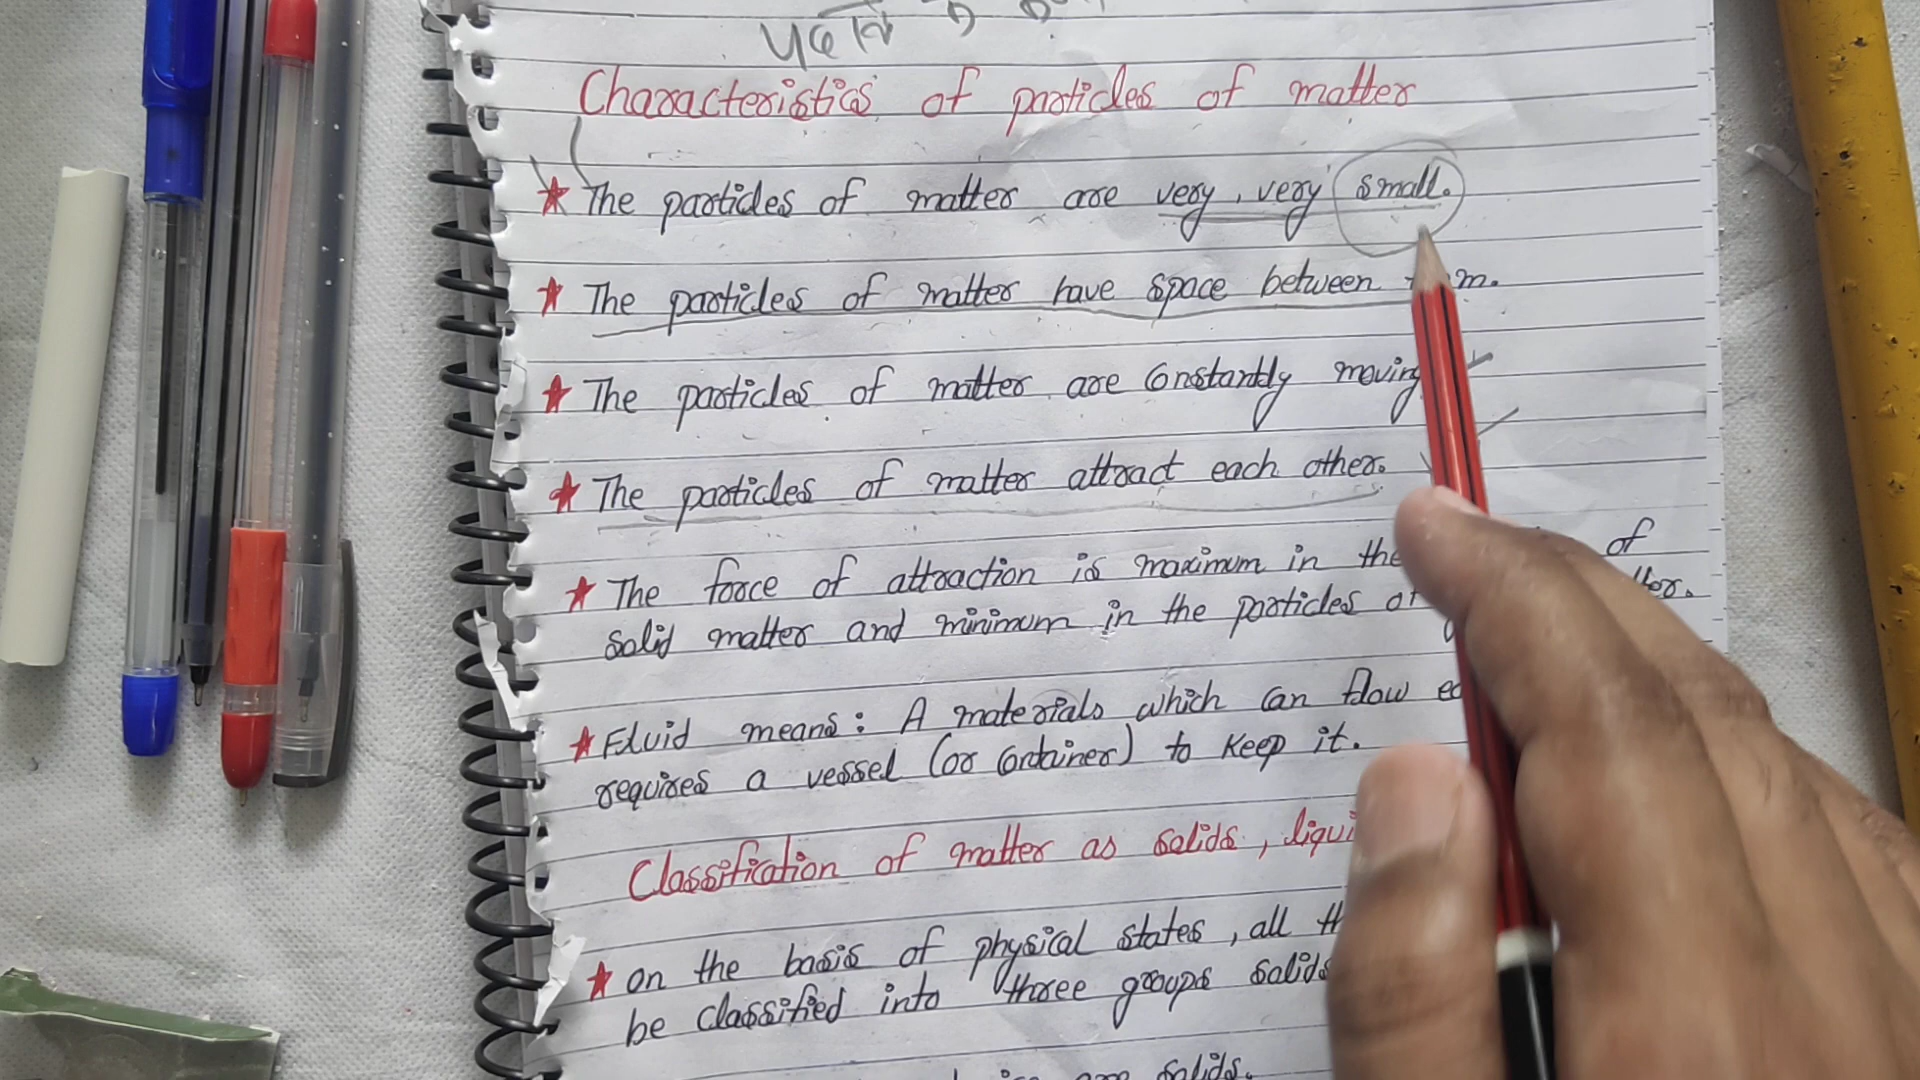 Characteristics of particles of matter
The particles of matter are very, very small.
The particles of matter have space between
The particles of matter are constantly moving
The particles of matter attract each other.
The force of attraction is maximum in the of
solid matter and minimum in the particles of
Fluid means: A materials which can flow
requires a vessel (or container) to keep it.
Classification of matter as solids,
on the basis of physical states, all
be classified into three groups solids
solids.